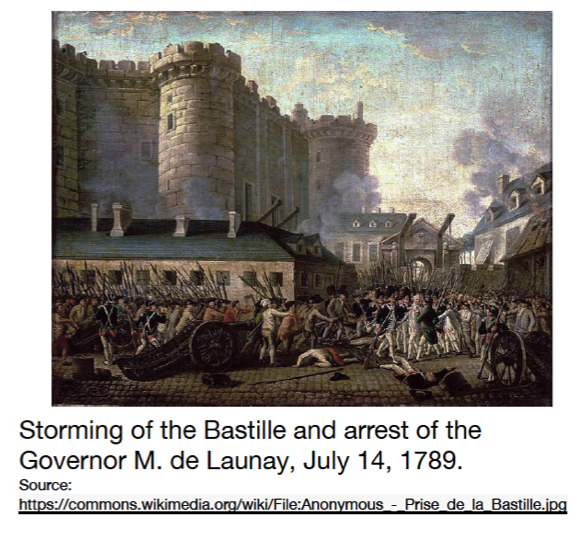 Storming of the Bastille and arrest of the
Governor M. de Launay, July 14, 1789.
Source:
https://commons.wikimedia.org/wiki/File:Anonymous_-_Prise_de_la_Bastille.jpg